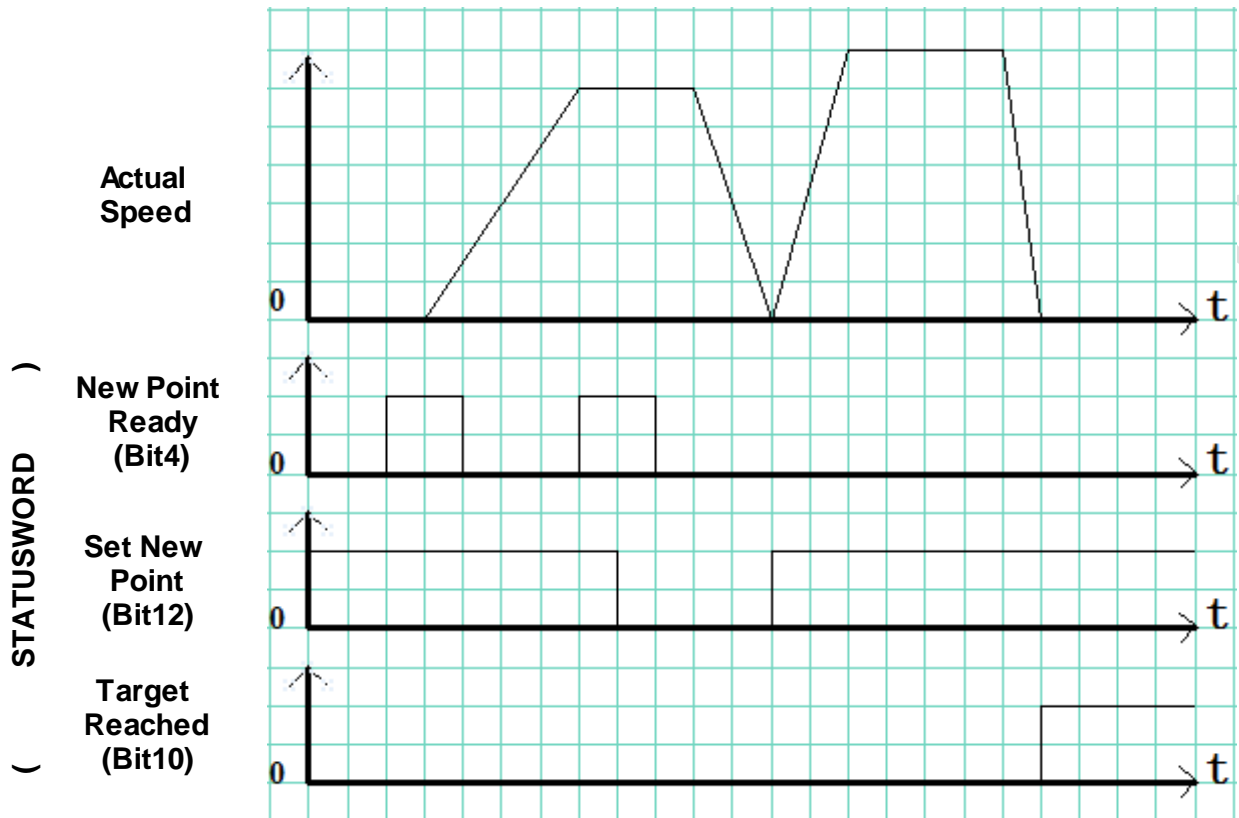 Actual
Speed
0
t
( STATUSWORD )
New Point
Ready
(Bit4)
0
t
Set New
Point
(Bit12)
0
t
Target
Reached
(Bit10)
0
t